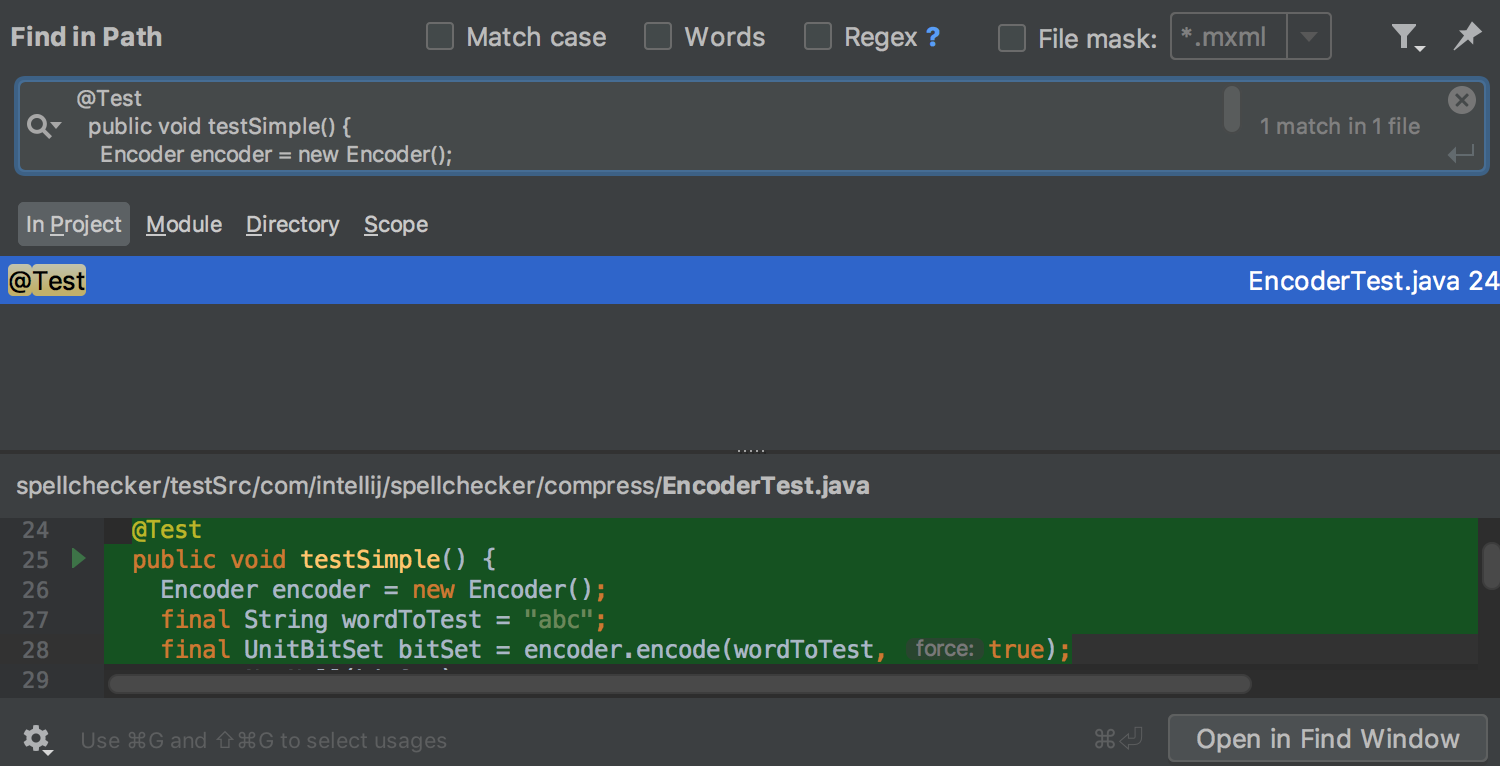 Find in Path Match case Words Regex ? File mask: *.mxml
@Test
public void testSimple() {
Encoder encoder = new Encoder();
1 match in 1 file
In Project Module Directory Scope
@Test EncoderTest.java 24
spellchecker/testSrc/com/intellij/spellchecker/compress/EncoderTest.java
24 @Test
25 public void testSimple() {
26 Encoder encoder = new Encoder();
27 final String wordToTest = "abc";
28 final UnitBitSet bitSet = encoder.encode(wordToTest, force: true);
29
Use ⌘G and ⇧⌘G to select usages ⌘⏎ Open in Find Window